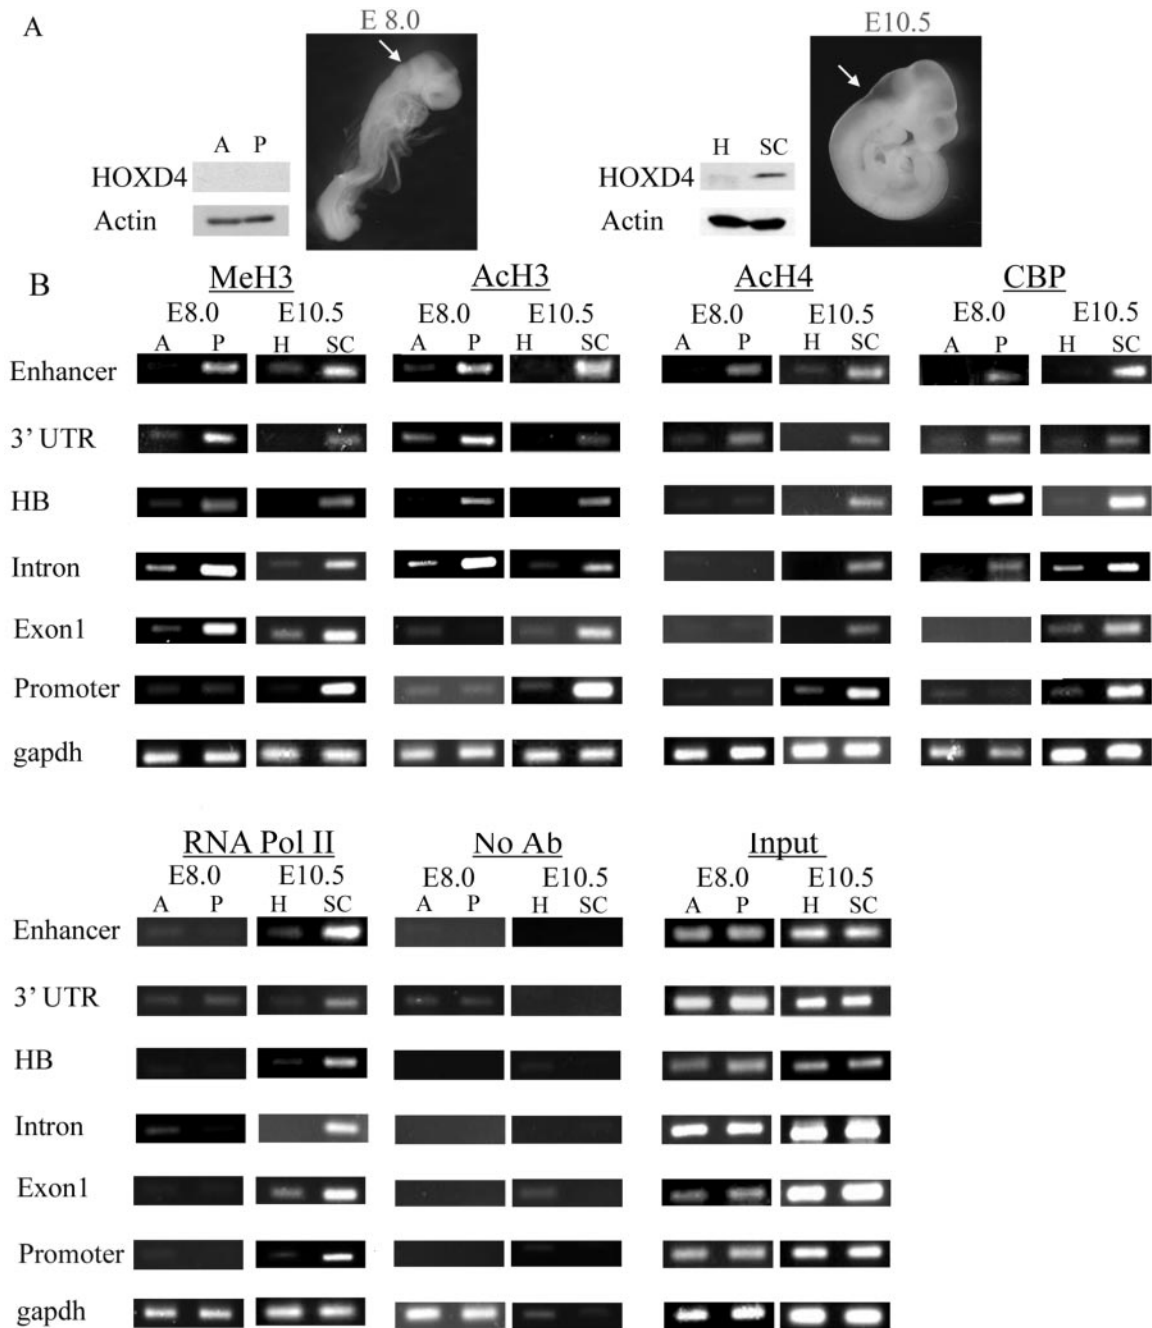 A
E 8.0
E10.5
A P
H SC
HOXD4
HOXD4
Actin
Actin
B
MeH3 AcH3 AcH4 CBP
E8.0 E10.5 E8.0 E10.5 E8.0 E10.5 E8.0 E10.5
A P H SC A P H SC A P H SC A P H SC
Enhancer
3' UTR
HB
Intron
Exon1
Promoter
gapdh
RNA Pol II No Ab Input
E8.0 E10.5 E8.0 E10.5 E8.0 E10.5
A P H SC A P H SC A P H SC
Enhancer
3' UTR
HB
Intron
Exon1
Promoter
gapdh